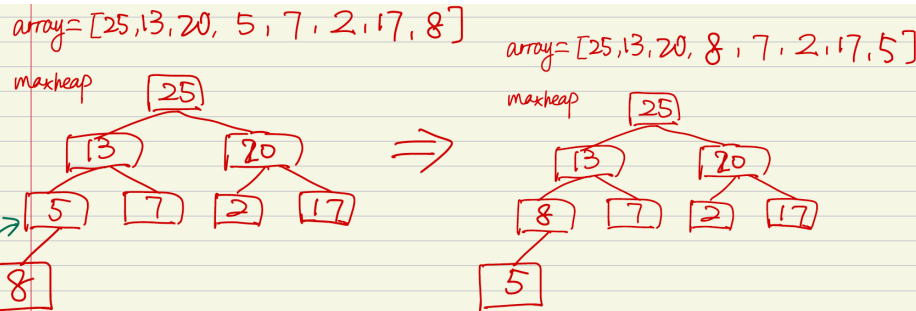 array=[25,13,20, 5, 7, 2, 17, 8]
maxheap
25
13 20
5 7 2 17
8
⇒
array=[25,13,20, 8, 7, 2, 17, 5]
maxheap
25
13 20
8 7 2 17
5